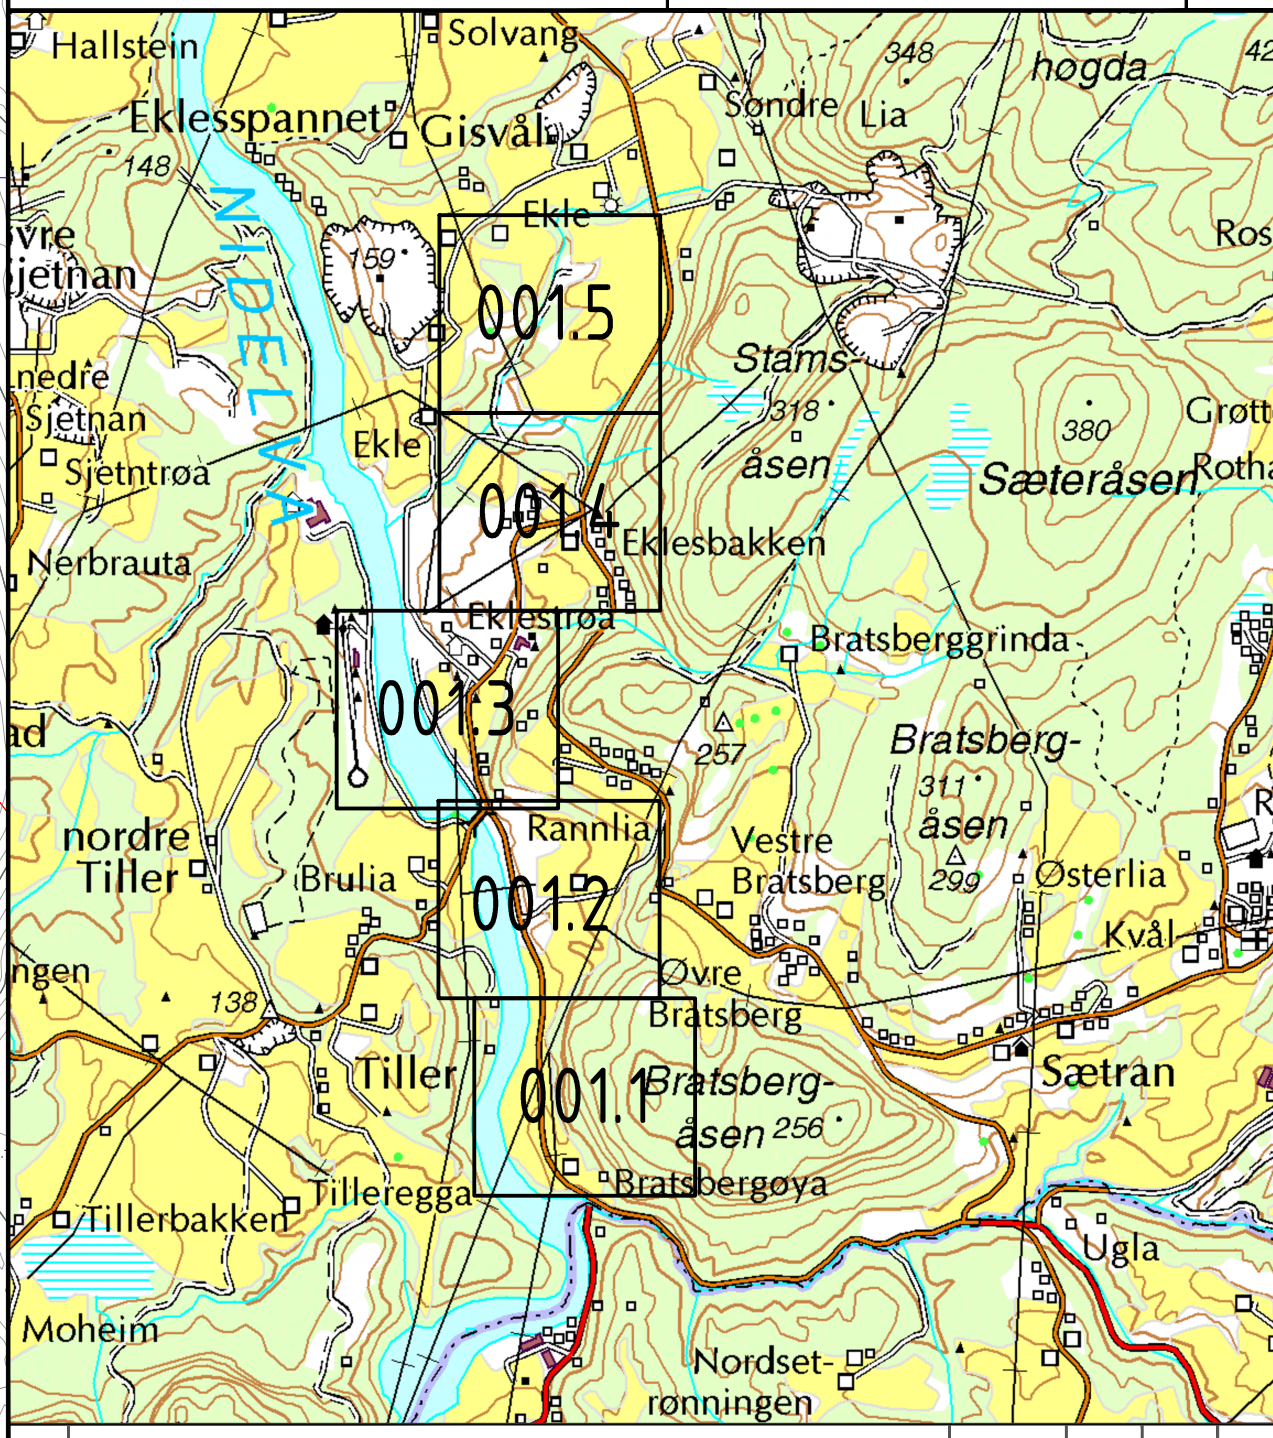 Hallstein
Solvang
348
høgda
42
Eklesspannet
Gisvål
Søndre
Lia
148
NIDELVA
Ekle
øvre
Sjetnan
159
Ros
001.5
Stams-
318
åsen
nedre
Sjetnan
380
Grøtt
Ekle
Sjetntrøa
Sæteråsen
Rotha
001.4
Eklesbakken
Nerbrauta
Eklestrøa
Bratsberggrinda
001.3
ad
257
Bratsberg-
311
åsen
299
nordre
Tiller
Rannlia
Vestre
Bratsberg
R
Brulia
001.2
Østerlia
Kvål
ngen
Øvre
Bratsberg
138
Tiller
001.1
Bratsberg-
åsen 256
Sætran
Bratsbergøya
Tilleregga
Tillerbakken
Ugla
Moheim
Nordset-
rønningen